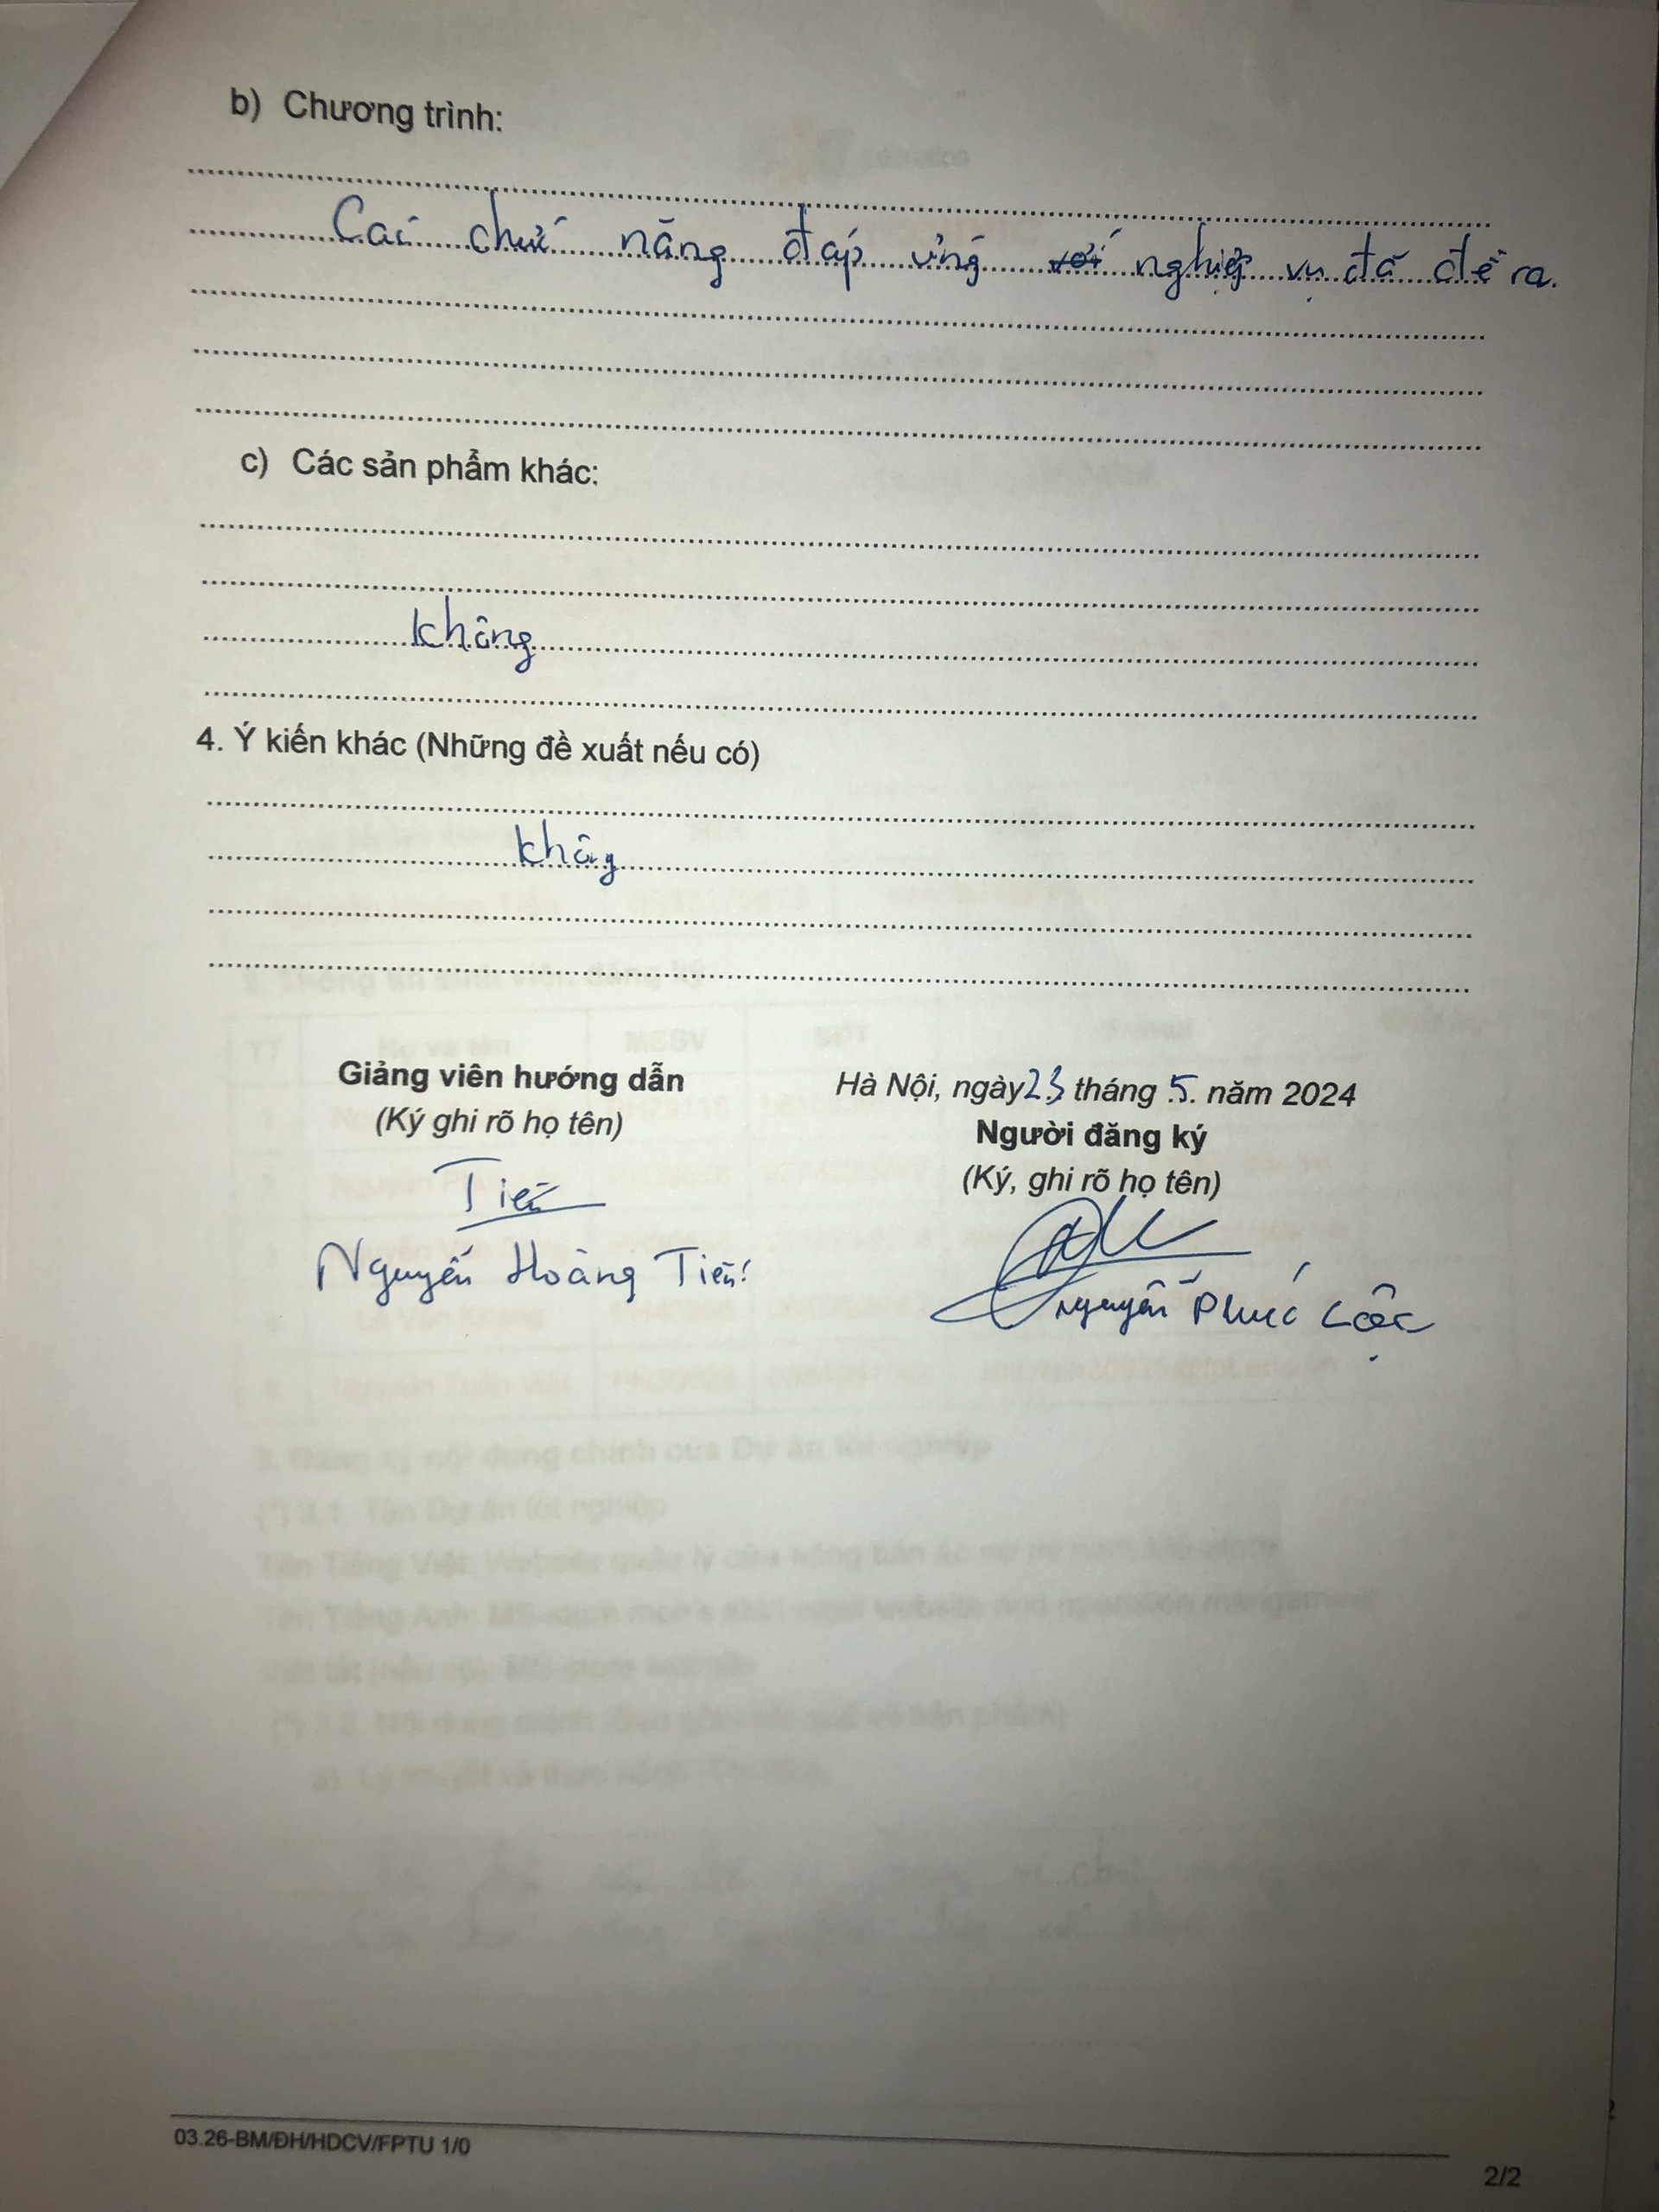 b) Chương trình:
Các chức năng đáp ứng với nghiệp vụ đã đề ra.
c) Các sản phẩm khác:
không
4. Ý kiến khác (Những đề xuất nếu có)
không
Giảng viên hướng dẫn
(Ký ghi rõ họ tên)
Tiến
Nguyễn Hoàng Tiến
Hà Nội, ngày 23 tháng 5. năm 2024
Người đăng ký
(Ký, ghi rõ họ tên)
Nguyễn Phúc Lộc
03.26-BM/ĐH/HDCV/FPTU 1/0
2/2